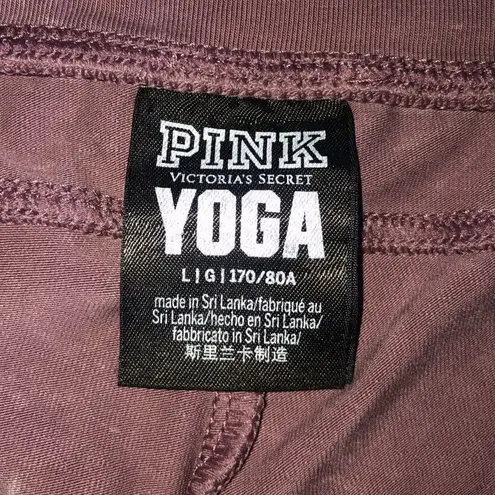 PINK
VICTORIA'S SECRET
YOGA
L | G | 170/80A
made in Sri Lanka/fabriqué au
Sri Lanka/hecho en Sri Lanka/
fabbricato in Sri Lanka/
斯里兰卡制造